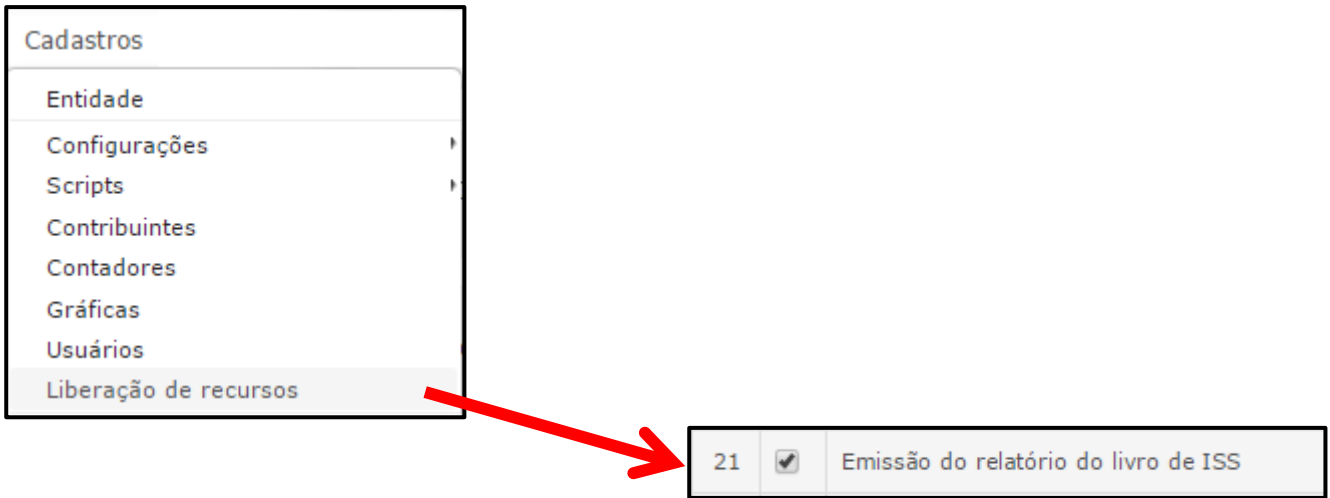 Cadastros
Entidade
Configurações
Scripts
Contribuintes
Contadores
Gráficas
Usuários
Liberação de recursos
21 Emissão do relatório do livro de ISS